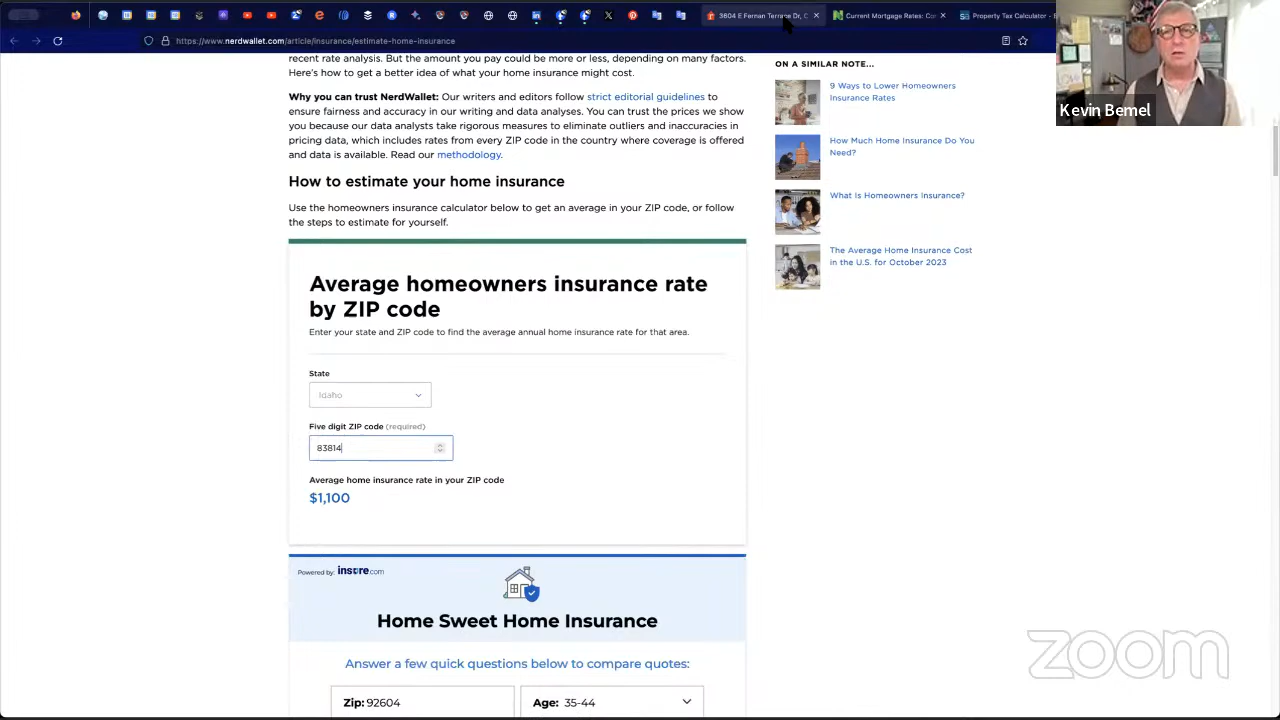 3804 E Fernan Terrace Dr, C
Current Mortgage Rates: Co
Property Tax Calculator -
https://www.nerdwallet.com/article/insurance/estimate-home-insurance
Kevin Bemel
recent rate analysis. But the amount you pay could be more or less, depending on many factors.
Here's how to get a better idea of what your home insurance might cost.
Why you can trust NerdWallet: Our writers and editors follow strict editorial guidelines to
ensure fairness and accuracy in our writing and data analyses. You can trust the prices we show
you because our data analysts take rigorous measures to eliminate outliers and inaccuracies in
pricing data, which includes rates from every ZIP code in the country where coverage is offered
and data is available. Read our methodology.
How to estimate your home insurance
Use the homeowners insurance calculator below to get an average in your ZIP code, or follow
the steps to estimate for yourself.
Average homeowners insurance rate
by ZIP code
Enter your state and ZIP code to find the average annual home insurance rate for that area.
State
Idaho
Five digit ZIP code (required)
83814
Average home insurance rate in your ZIP code
$1,100
Powered by: insure.com
Home Sweet Home Insurance
Answer a few quick questions below to compare quotes:
Zip: 92604
Age: 35-44
ON A SIMILAR NOTE...
9 Ways to Lower Homeowners
Insurance Rates
How Much Home Insurance Do You
Need?
What Is Homeowners Insurance?
The Average Home Insurance Cost
in the U.S. for October 2023
zoom